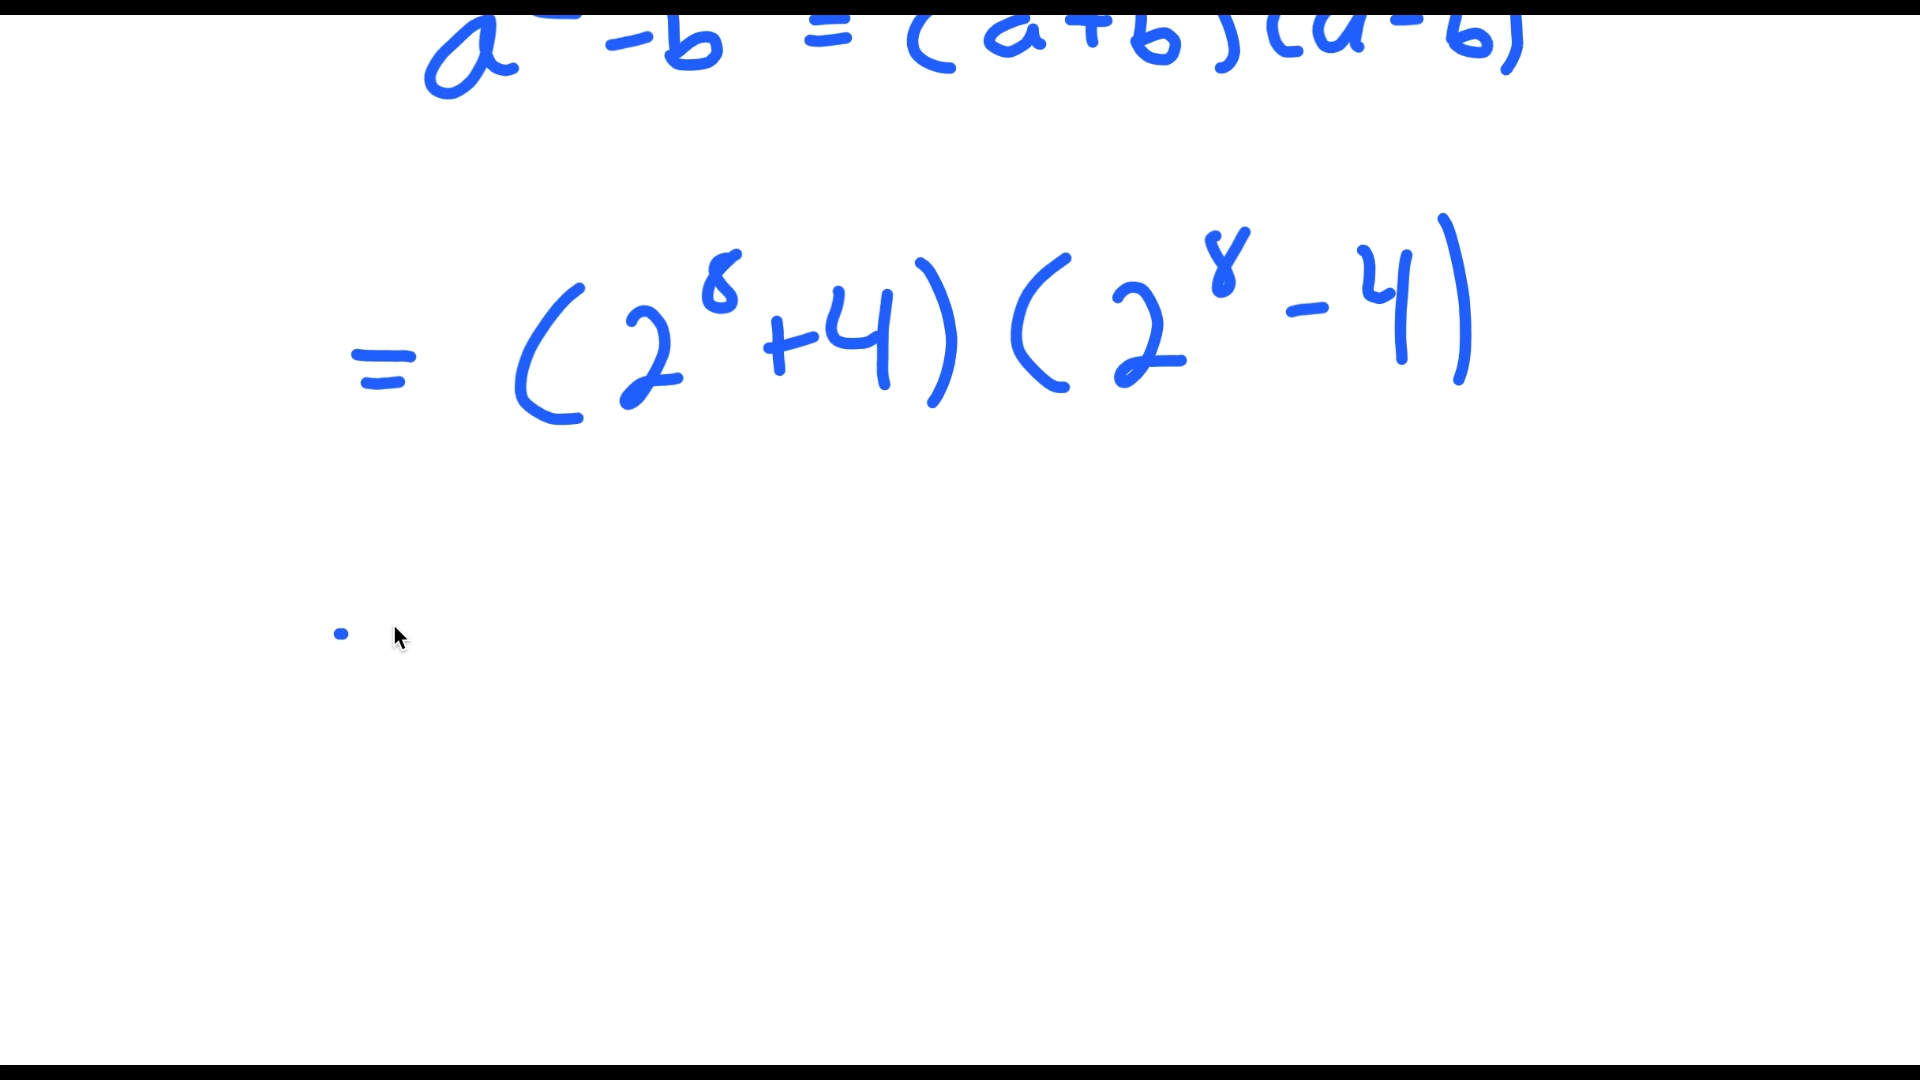 a - b = (a+b)(a-b)
= (2⁸+4)(2⁸-4)